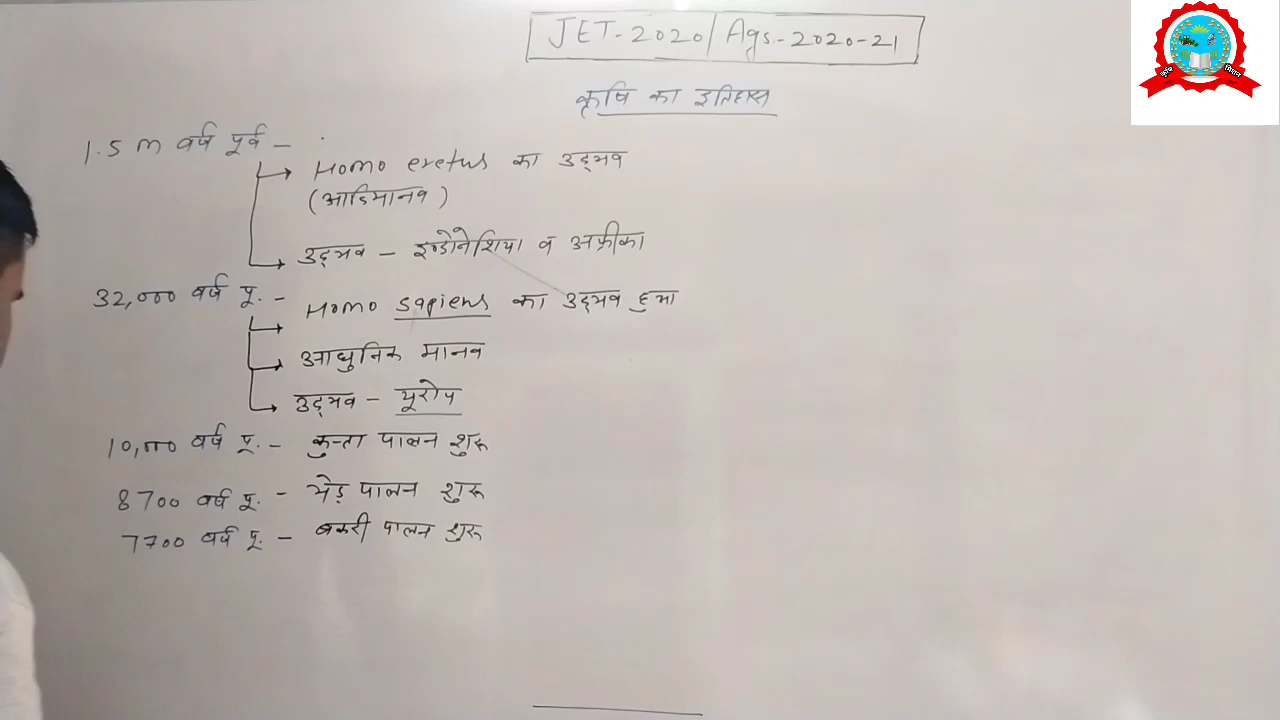 JET-2020/Ags-2020-21
कृषि का इतिहास
1.5 m वर्ष पूर्व -
Homo eretus का उद्भव
(आदिमानव)
उद्भव - इण्डोनेशिया व अफ्रीका
32,000 वर्ष पू. -
Homo sapiens का उद्भव हुआ
आधुनिक मानव
उद्भव - यूरोप
10,000 वर्ष पू. - कुत्ता पालन शुरू
8700 वर्ष पू. - भेड़ पालन शुरू
7700 वर्ष पू. - बकरी पालन शुरू
कृषि विज्ञान